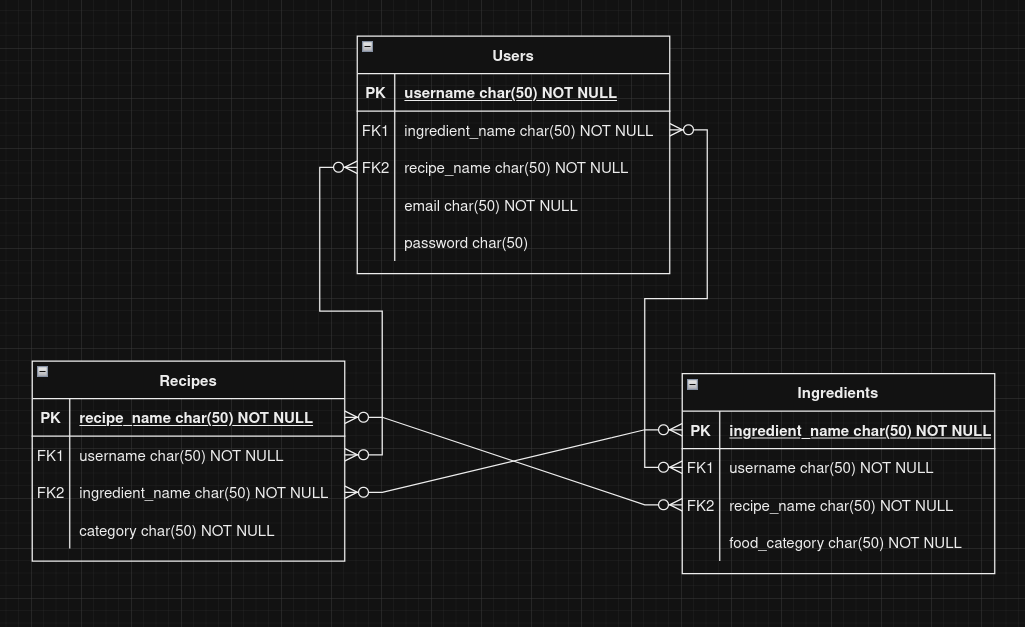 Users
PK username char(50) NOT NULL
FK1 ingredient_name char(50) NOT NULL
FK2 recipe_name char(50) NOT NULL
email char(50) NOT NULL
password char(50)
Recipes
PK recipe_name char(50) NOT NULL
FK1 username char(50) NOT NULL
FK2 ingredient_name char(50) NOT NULL
category char(50) NOT NULL
Ingredients
PK ingredient_name char(50) NOT NULL
FK1 username char(50) NOT NULL
FK2 recipe_name char(50) NOT NULL
food_category char(50) NOT NULL